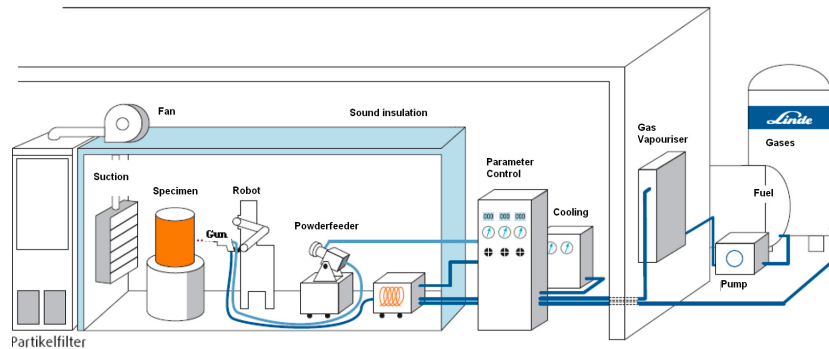 Fan
Sound insulation
Suction
Specimen
Robot
Gun
Powderfeeder
Parameter
Control
Cooling
Gas
Vapouriser
Linde
Gases
Fuel
Pump
Partikelfilter